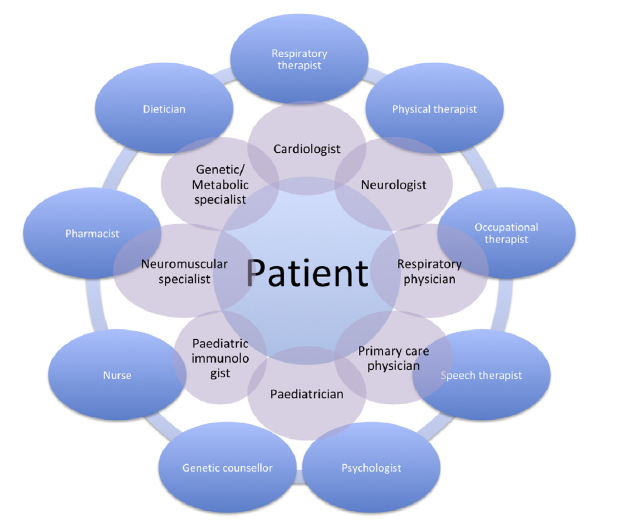 Respiratory
therapist
Dietician
Physical therapist
Cardiologist
Genetic/
Metabolic
specialist
Neurologist
Pharmacist
Occupational
therapist
Neuromuscular
specialist
Patient
Respiratory
physician
Paediatric
immunolo
gist
Primary care
physician
Nurse
Speech therapist
Paediatrician
Genetic counsellor
Psychologist